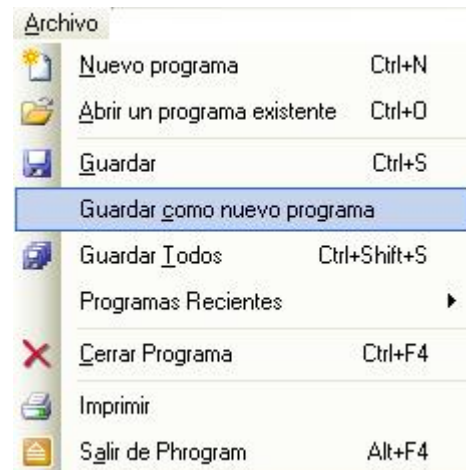 Archivo
Nuevo programa Ctrl+N
Abrir un programa existente Ctrl+O
Guardar Ctrl+S
Guardar como nuevo programa
Guardar Todos Ctrl+Shift+S
Programas Recientes
Cerrar Programa Ctrl+F4
Imprimir
Salir de Phrogram Alt+F4